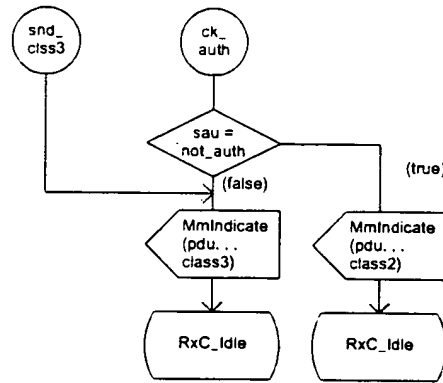 snd_
clss3
ck_
auth
sau =
not_auth
(false)
(true)
MmIndicate
(pdu. . .
class3)
MmIndicate
(pdu. . .
class2)
RxC_Idle
RxC_Idle